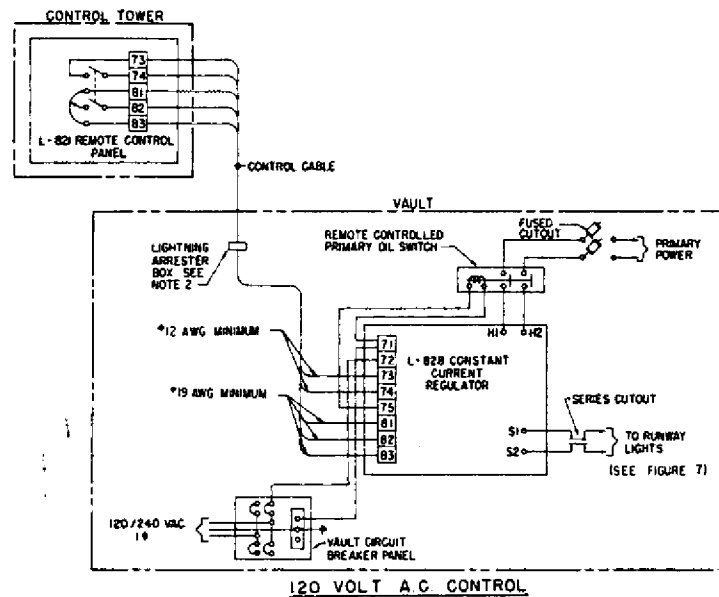 CONTROL TOWER
73
74
81
82
83
L-821 REMOTE CONTROL
PANEL
CONTROL CABLE
VAULT
LIGHTNING
ARRESTER
BOX SEE
NOTE 2
REMOTE CONTROLLED
PRIMARY OIL SWITCH
FUSED
CUTOUT
PRIMARY
POWER
H1
H2
*12 AWG MINIMUM
*19 AWG MINIMUM
71
72
73
74
75
81
82
83
L-828 CONSTANT
CURRENT
REGULATOR
SERIES CUTOUT
S1
S2
TO RUNWAY
LIGHTS
(SEE FIGURE 7)
120/240 VAC
1ϕ
VAULT CIRCUIT
BREAKER PANEL
120 VOLT A.C. CONTROL